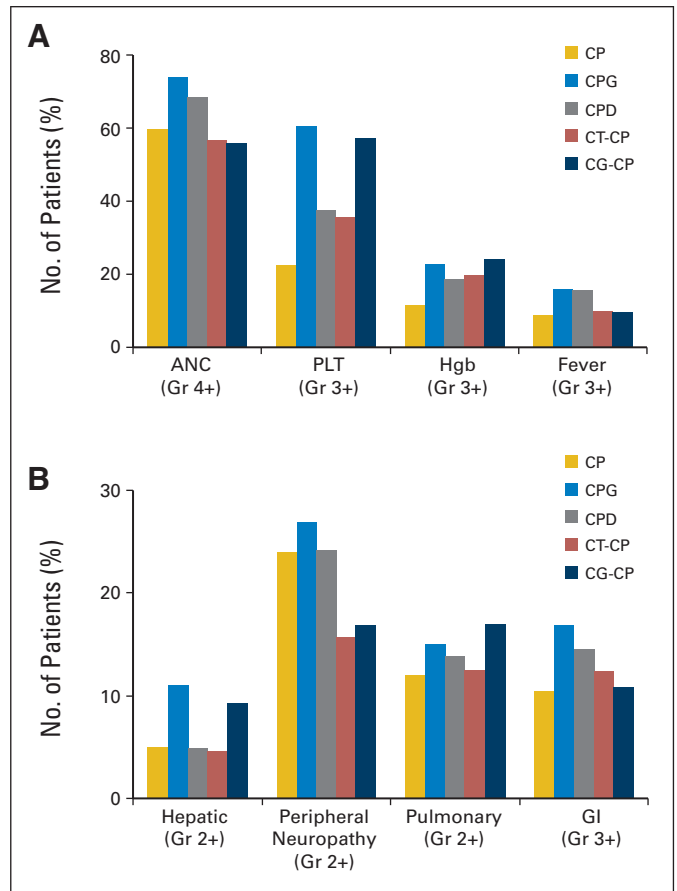 A
No. of Patients (%)
80
60
40
20
0
CP
CPG
CPD
CT-CP
CG-CP
ANC
(Gr 4+)
PLT
(Gr 3+)
Hgb
(Gr 3+)
Fever
(Gr 3+)
B
No. of Patients (%)
30
20
10
0
CP
CPG
CPD
CT-CP
CG-CP
Hepatic
(Gr 2+)
Peripheral
Neuropathy
(Gr 2+)
Pulmonary
(Gr 2+)
GI
(Gr 3+)